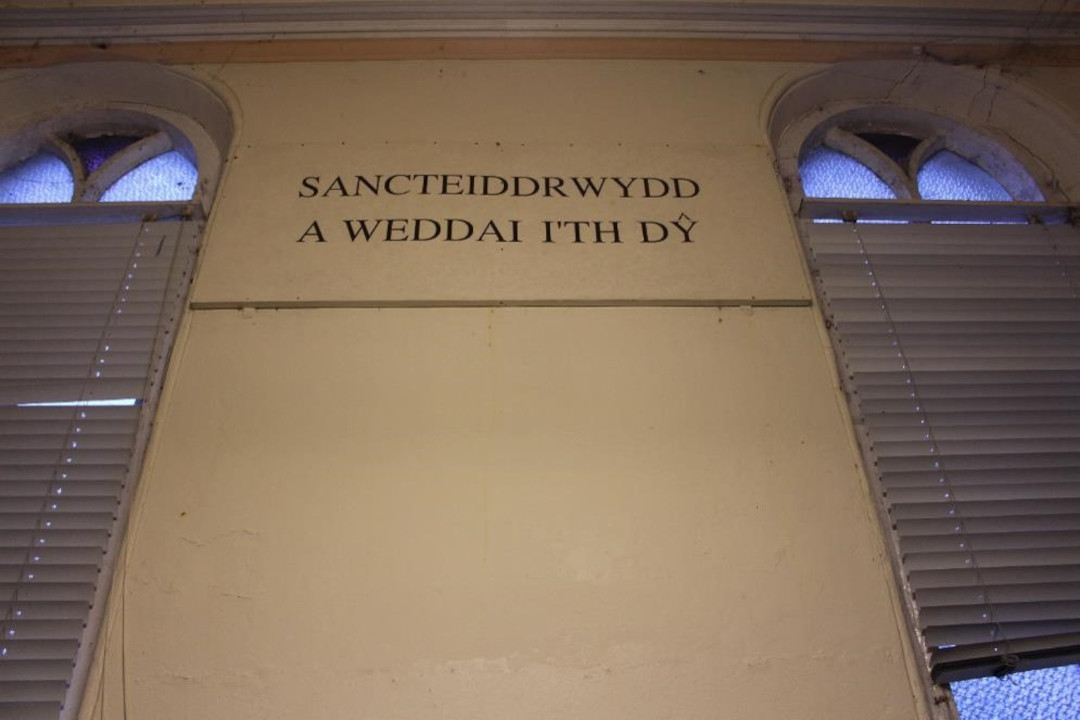 SANCTEIDDRWYDD
A WEDDAI I'TH DŶ